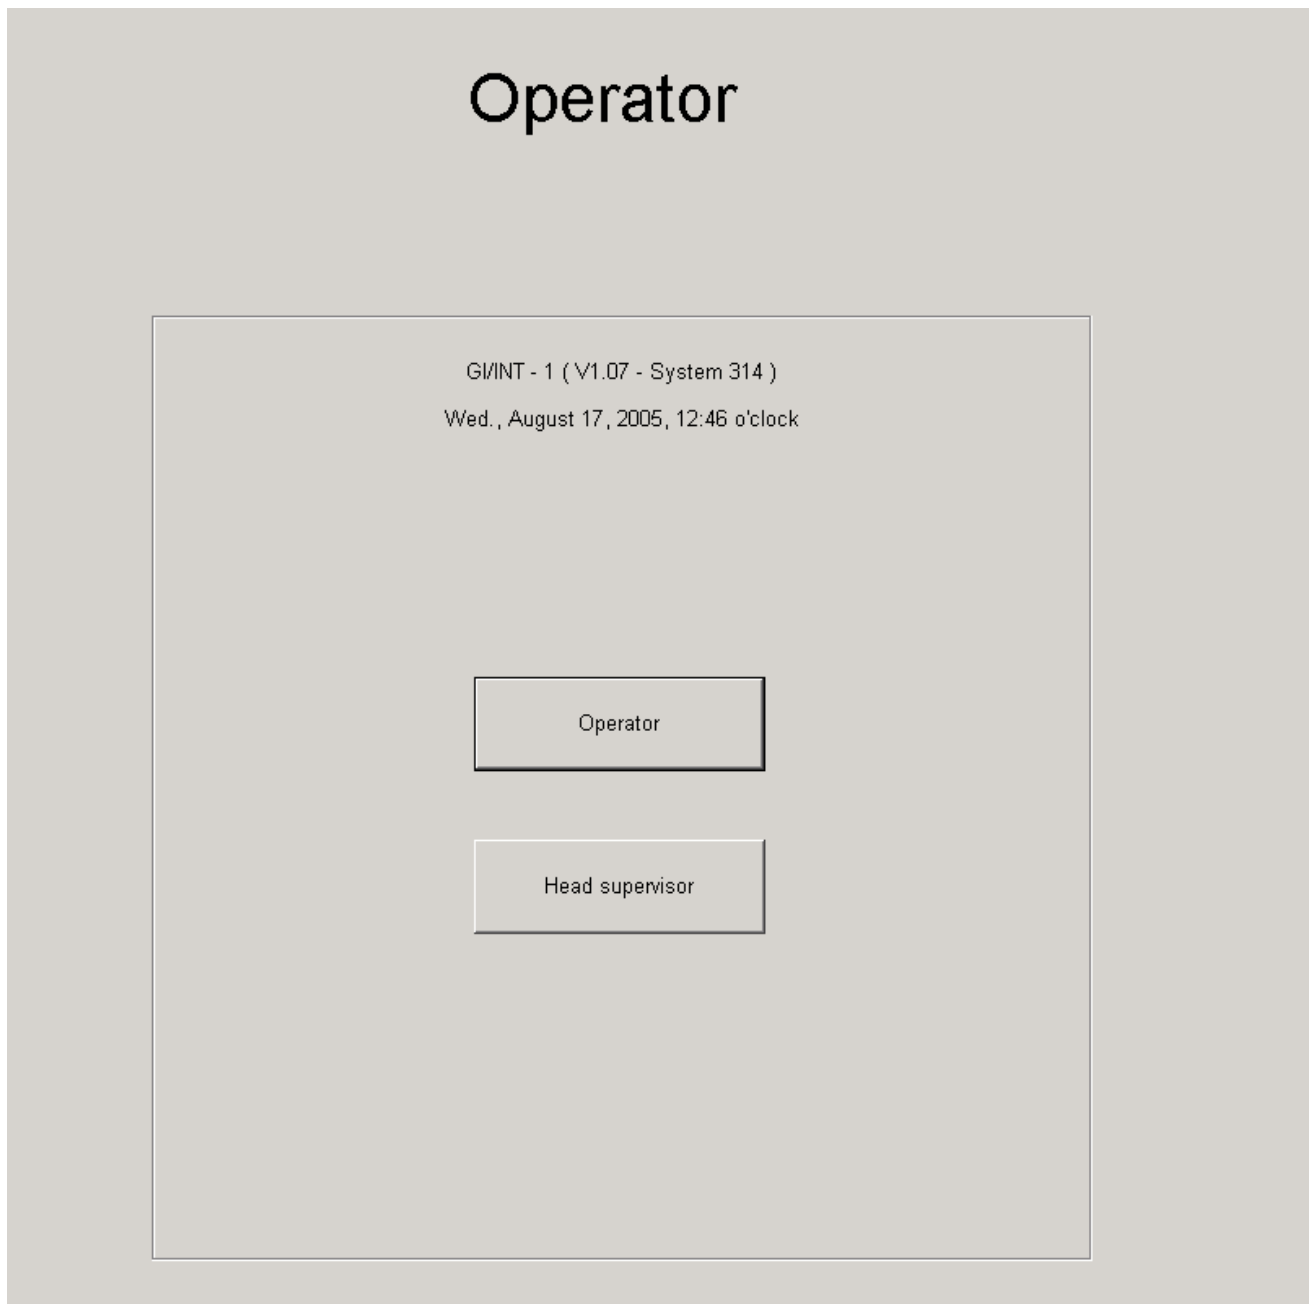 Operator
GI/INT - 1 ( V1.07 - System 314 )
Wed., August 17, 2005, 12:46 o'clock
Operator
Head supervisor